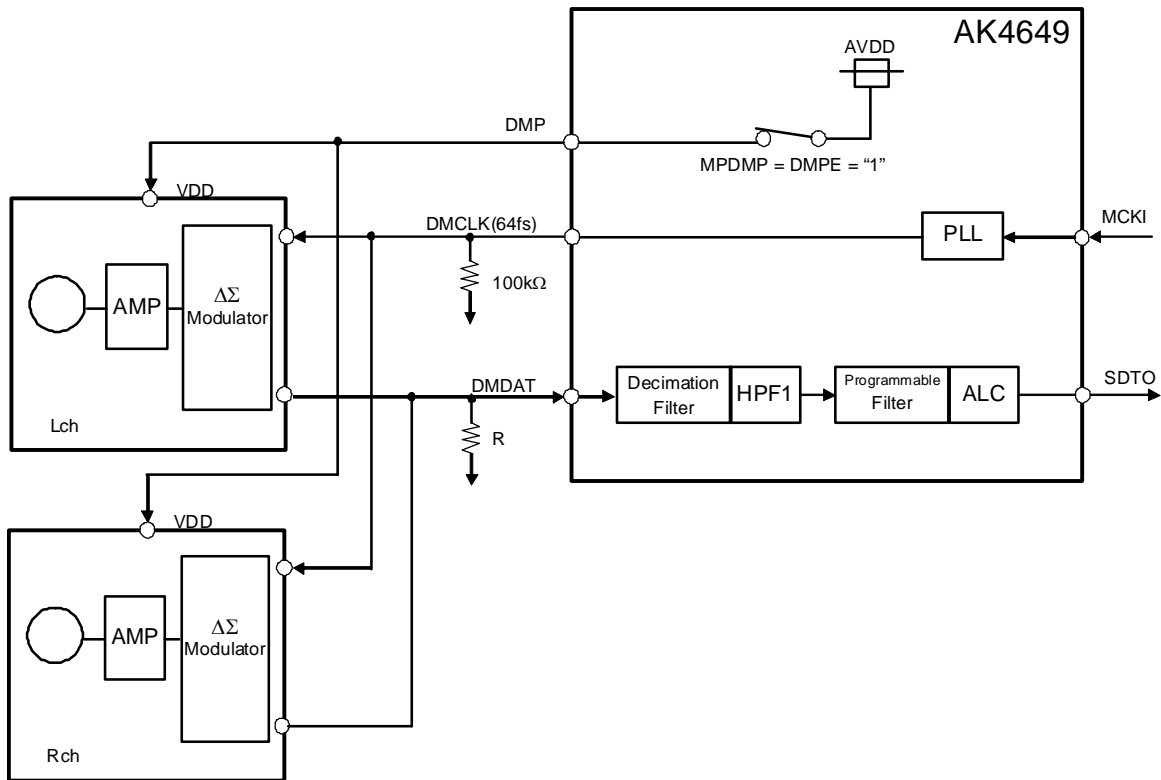 AK4649
AVDD
DMP
MPDMP = DMPE = “1”
VDD
DMCLK(64fs)
PLL
MCKI
100kΩ
AMP
ΔΣ
Modulator
Lch
DMDAT
R
Decimation
Filter
HPF1
Programmable
Filter
ALC
SDTO
VDD
AMP
ΔΣ
Modulator
Rch